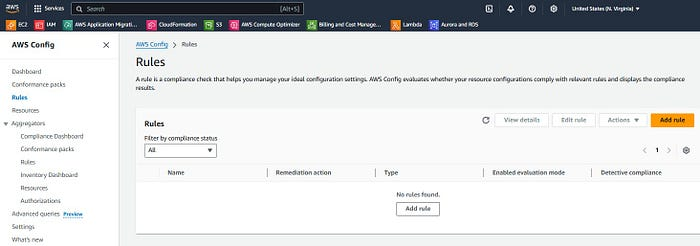 aws
Search
[Alt+S]
United States (N. Virginia)
EC2
IAM
AWS Application Migrati...
CloudFormation
S3
AWS Compute Optimizer
Billing and Cost Manage...
Lambda
Aurora and RDS
AWS Config
Dashboard
Conformance packs
Rules
Resources
Aggregators
Compliance Dashboard
Conformance packs
Rules
Inventory Dashboard
Resources
Authorizations
Advanced queries Preview
Settings
What's new
AWS Config > Rules
Rules
A rule is a compliance check that helps you manage your ideal configuration settings. AWS Config evaluates whether your resource configurations comply with relevant rules and displays the compliance
results.
Rules
View details
Edit rule
Actions
Add rule
Filter by compliance status
All
1
Name
Remediation action
Type
Enabled evaluation mode
Detective compliance
No rules found.
Add rule